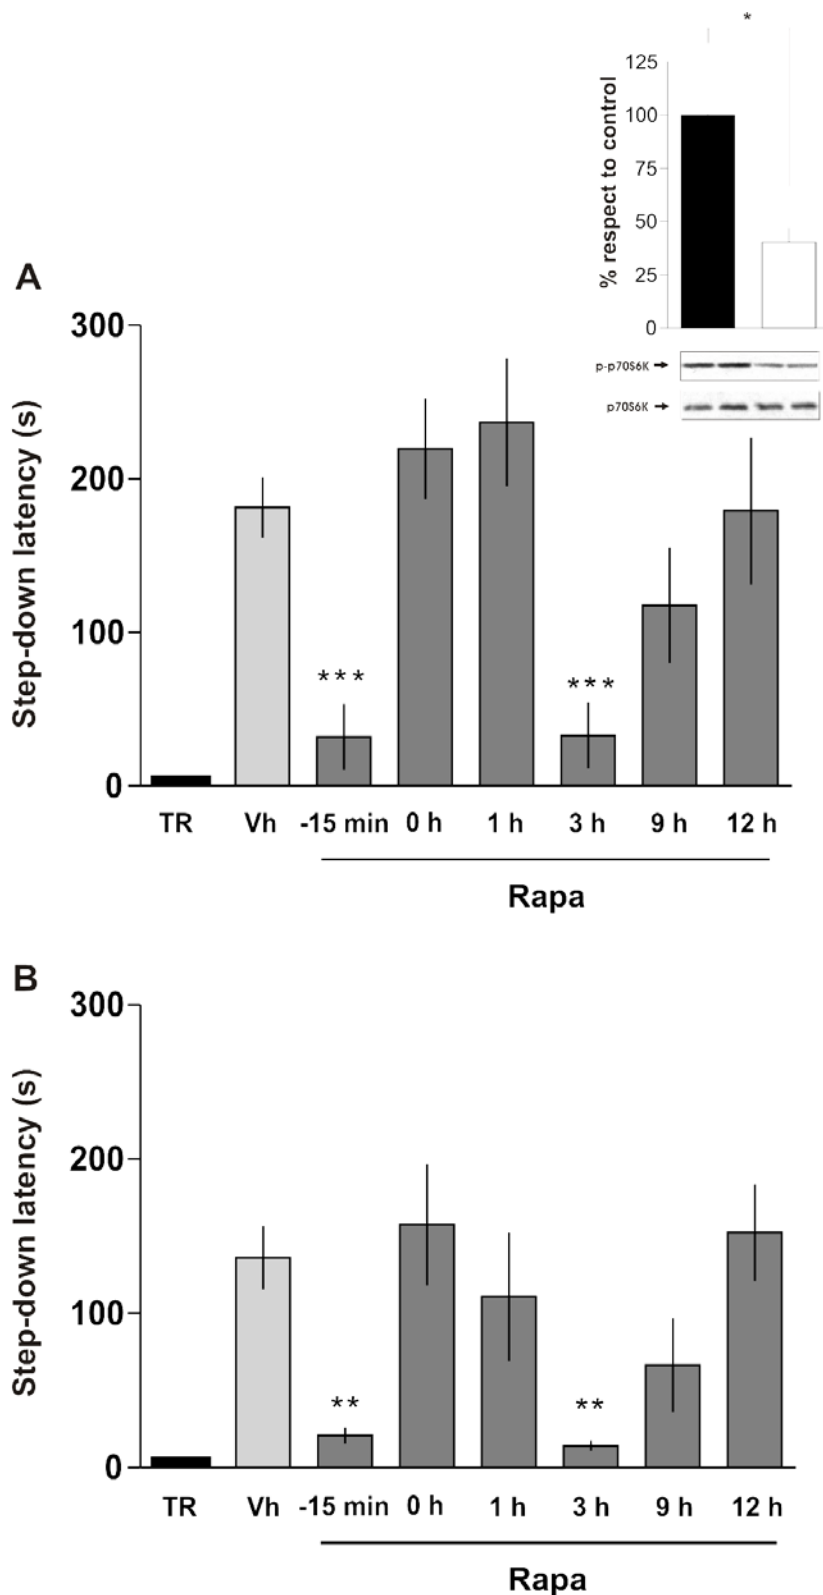 *
125
100
75
50
25
0
% respect to control
p-p70S6K
p70S6K
A
300
200
100
0
Step-down latency (s)
***
***
TR Vh -15 min 0 h 1 h 3 h 9 h 12 h
Rapa
B
300
200
100
0
Step-down latency (s)
**
**
TR Vh -15 min 0 h 1 h 3 h 9 h 12 h
Rapa